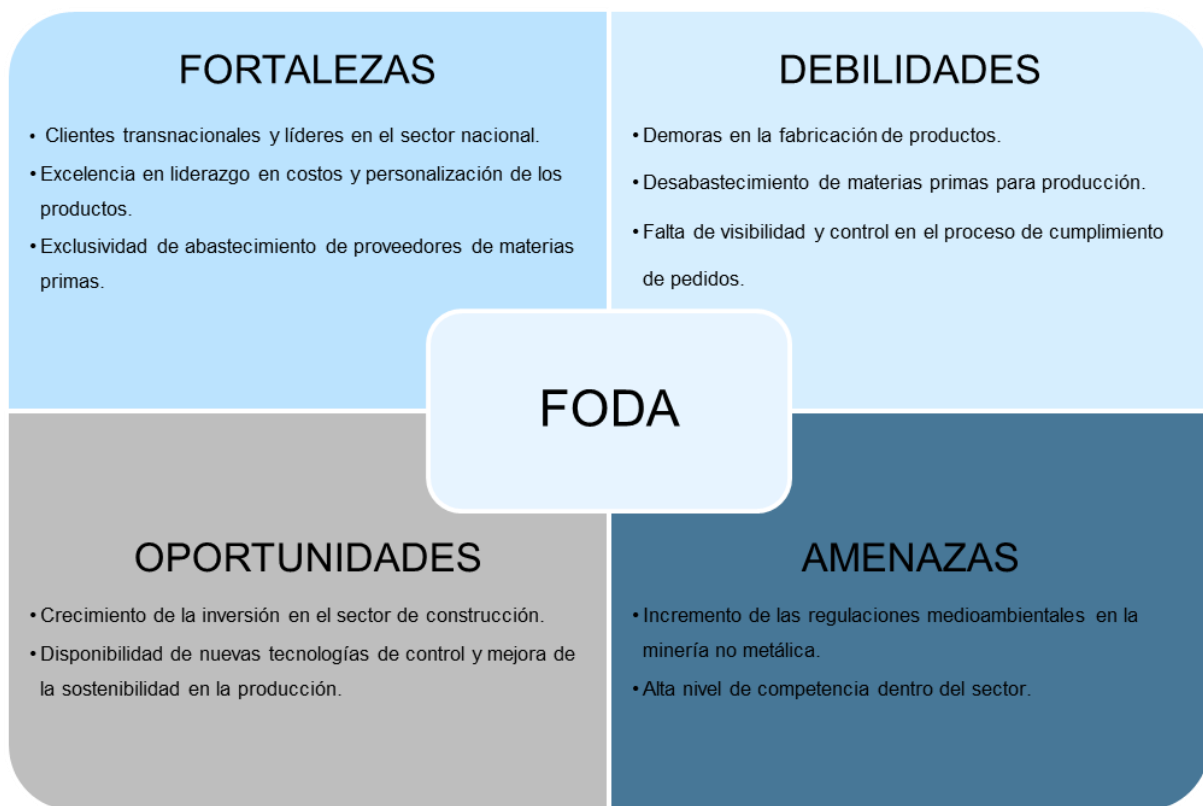 FORTALEZAS
• Clientes transnacionales y líderes en el sector nacional.
• Excelencia en liderazgo en costos y personalización de los
productos.
• Exclusividad de abastecimiento de proveedores de materias
primas.
DEBILIDADES
• Demoras en la fabricación de productos.
• Desabastecimiento de materias primas para producción.
• Falta de visibilidad y control en el proceso de cumplimiento
de pedidos.
FODA
OPORTUNIDADES
• Crecimiento de la inversión en el sector de construcción.
• Disponibilidad de nuevas tecnologías de control y mejora de
la sostenibilidad en la producción.
AMENAZAS
• Incremento de las regulaciones medioambientales en la
minería no metálica.
• Alta nivel de competencia dentro del sector.